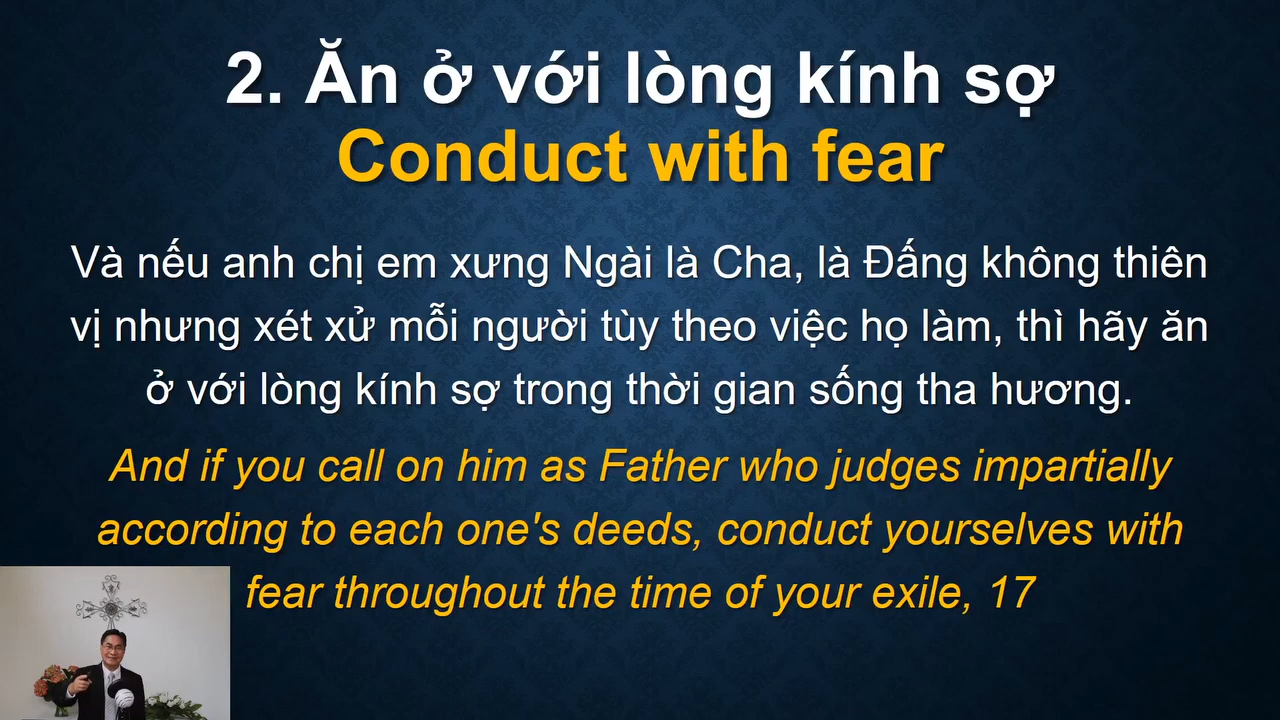 2. Ăn ở với lòng kính sợ
Conduct with fear
Và nếu anh chị em xưng Ngài là Cha, là Đấng không thiên
vị nhưng xét xử mỗi người tùy theo việc họ làm, thì hãy ăn
ở với lòng kính sợ trong thời gian sống tha hương.
And if you call on him as Father who judges impartially
according to each one's deeds, conduct yourselves with
fear throughout the time of your exile, 17